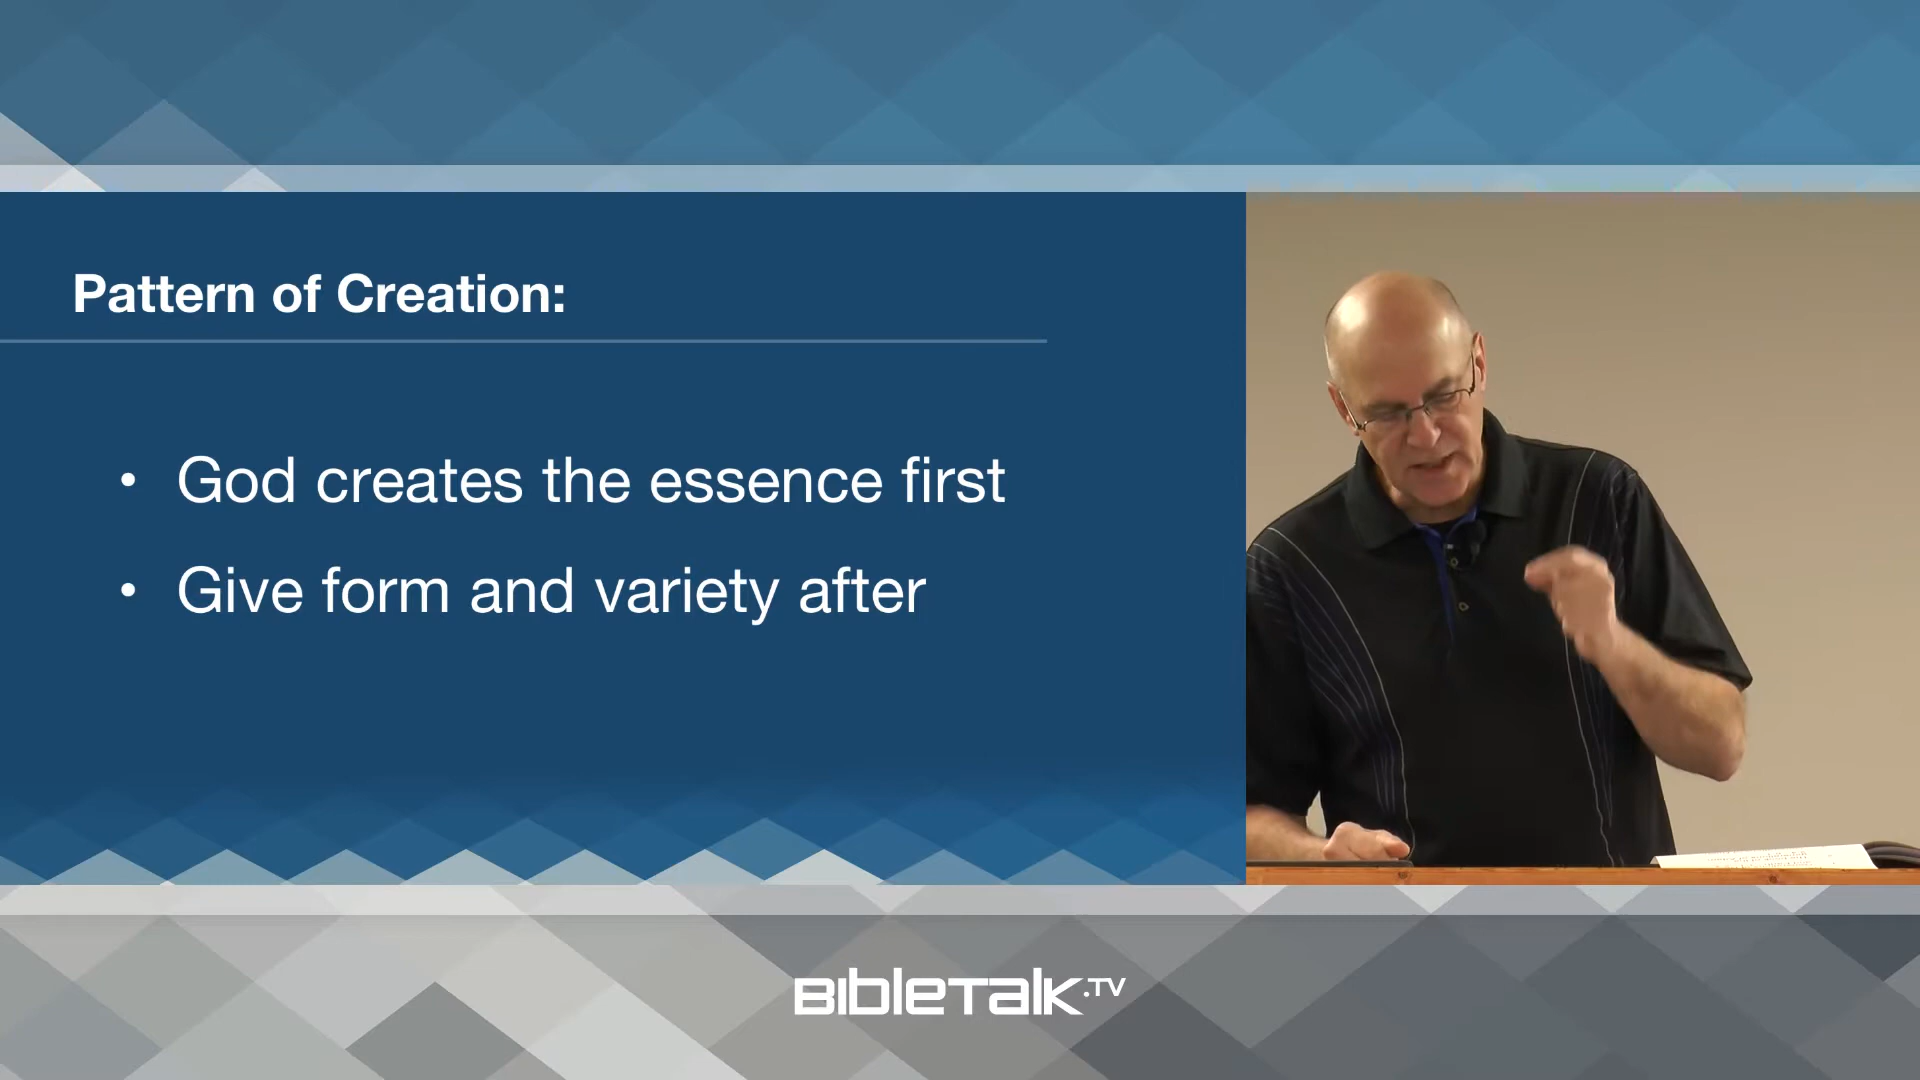 Pattern of Creation:
• God creates the essence first
• Give form and variety after
BibleTalk.TV